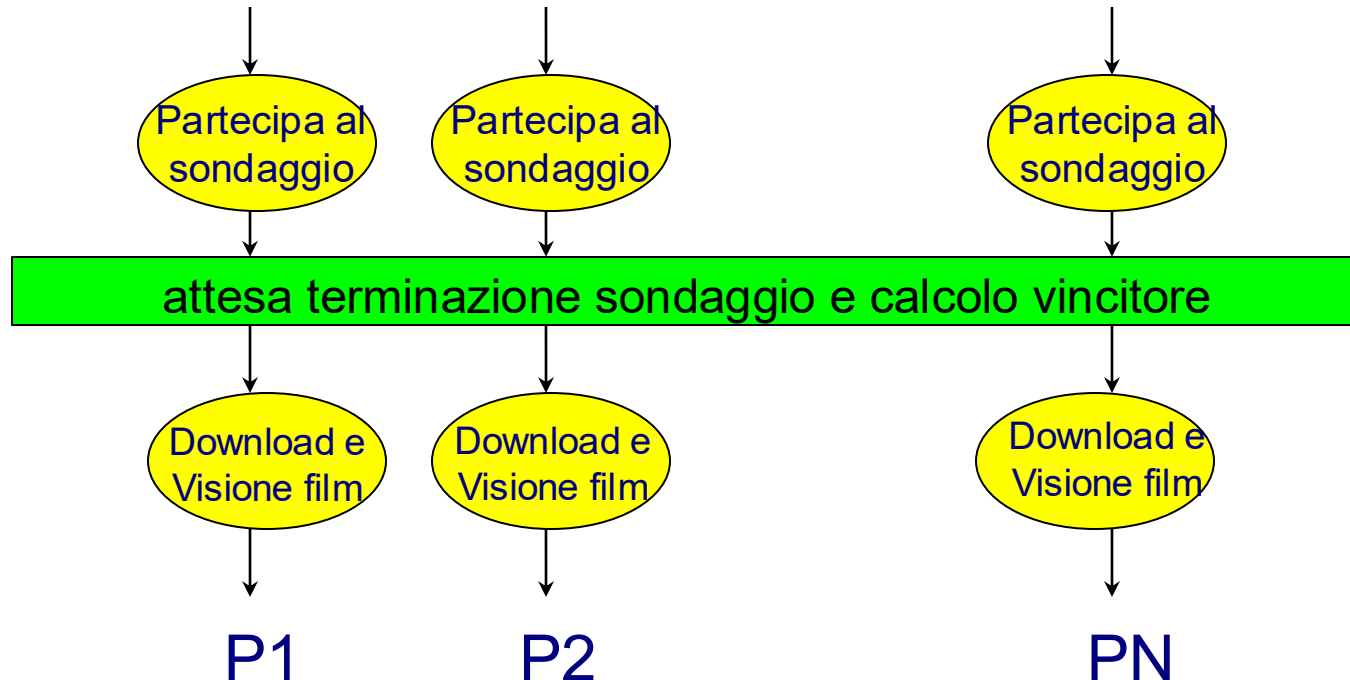 Partecipa al
sondaggio
Partecipa al
sondaggio
Partecipa al
sondaggio
attesa terminazione sondaggio e calcolo vincitore
Download e
Visione film
Download e
Visione film
Download e
Visione film
P1
P2
PN